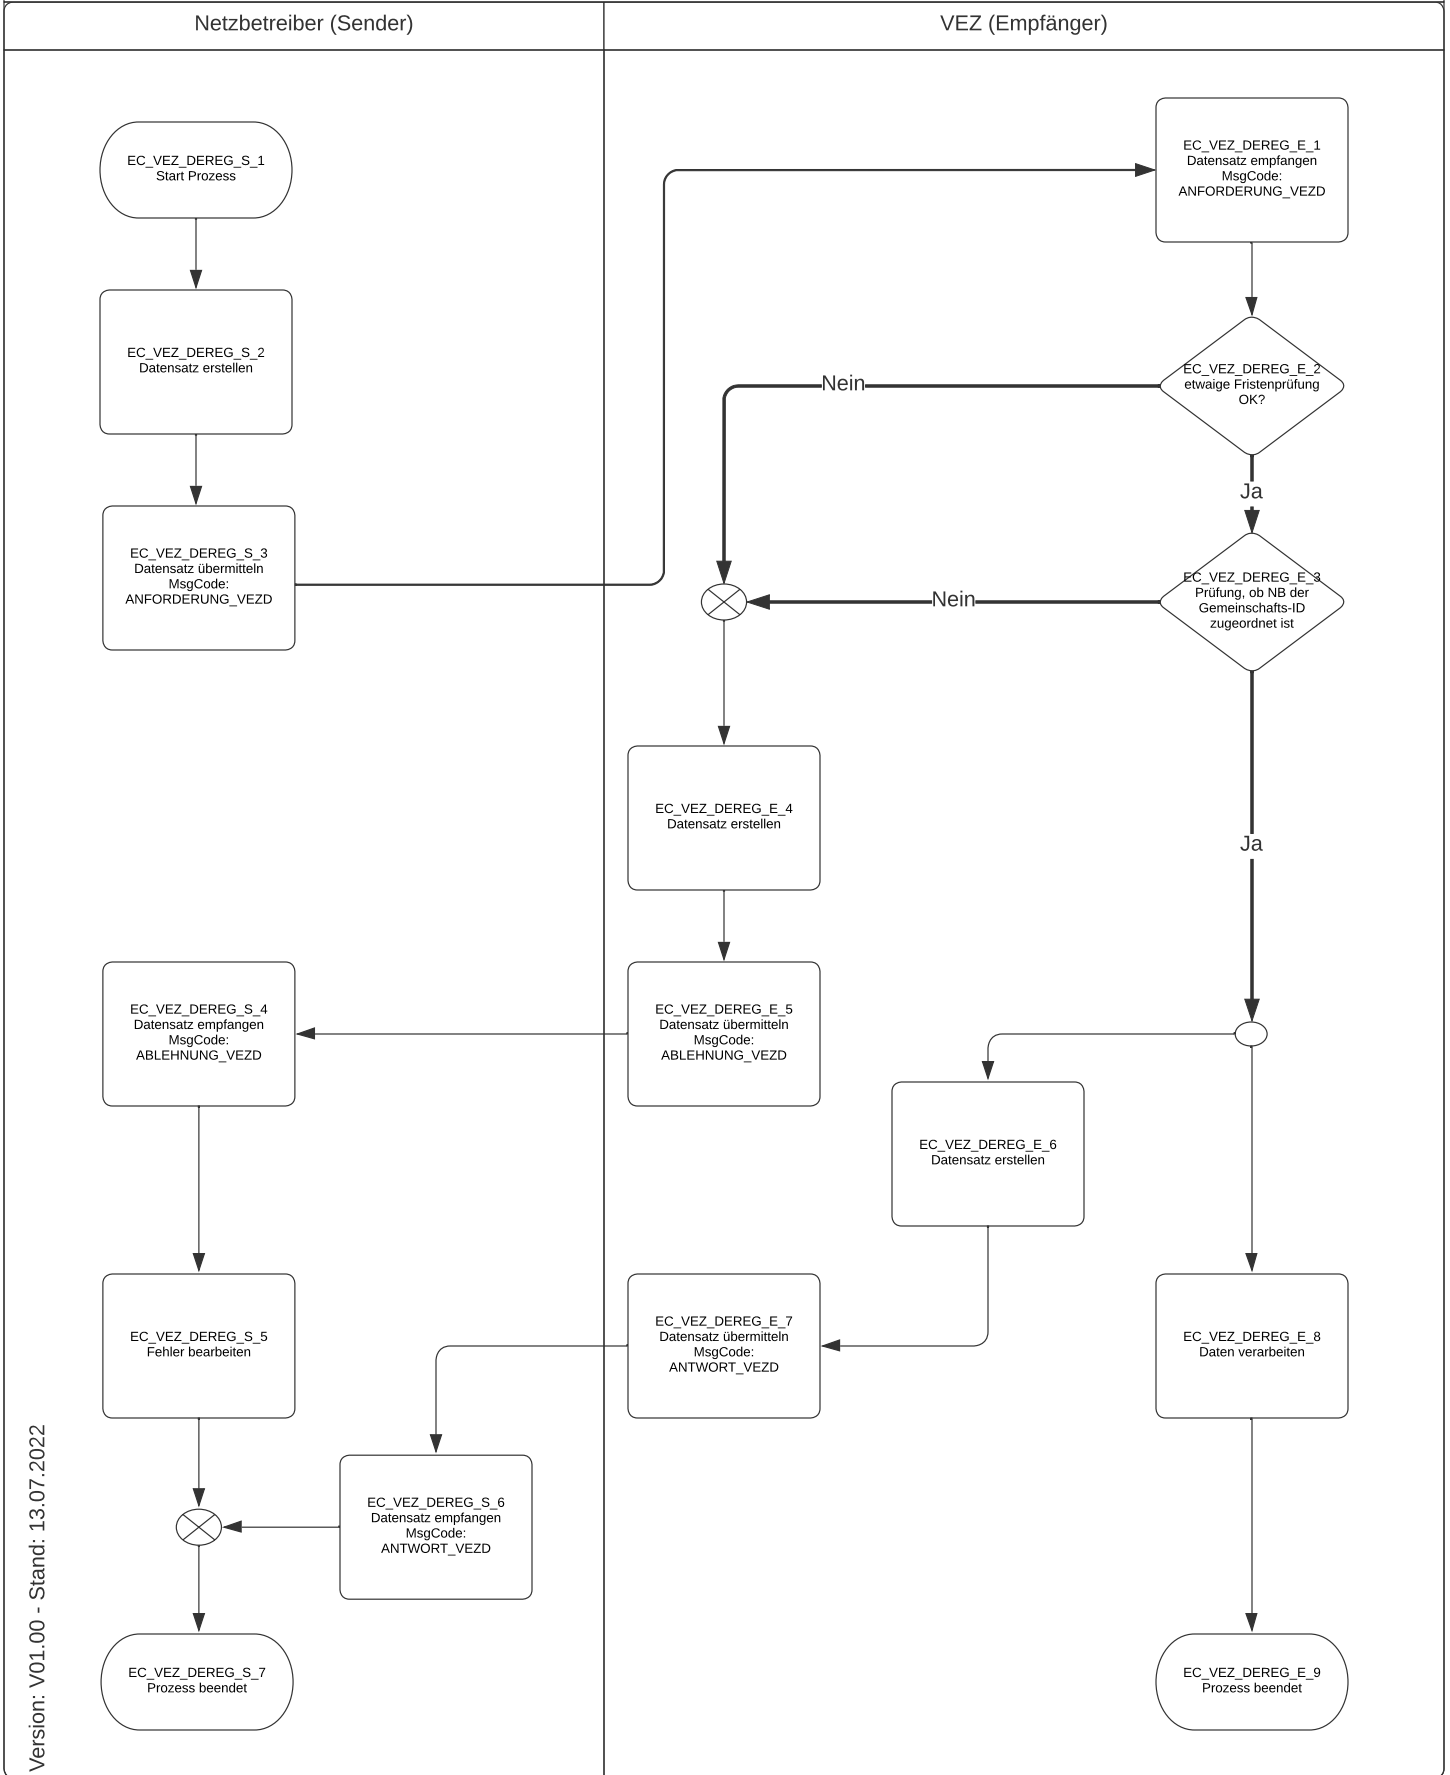 Netzbetreiber (Sender)
VEZ (Empfänger)
EC_VEZ_DEREG_S_1
Start Prozess
EC_VEZ_DEREG_E_1
Datensatz empfangen
MsgCode:
ANFORDERUNG_VEZD
EC_VEZ_DEREG_S_2
Datensatz erstellen
EC_VEZ_DEREG_E_2
etwaige Fristenprüfung
OK?
Nein
Ja
EC_VEZ_DEREG_S_3
Datensatz übermitteln
MsgCode:
ANFORDERUNG_VEZD
EC_VEZ_DEREG_E_3
Prüfung, ob NB der
Gemeinschafts-ID
zugeordnet ist
Nein
Ja
EC_VEZ_DEREG_E_4
Datensatz erstellen
EC_VEZ_DEREG_S_4
Datensatz empfangen
MsgCode:
ABLEHNUNG_VEZD
EC_VEZ_DEREG_E_5
Datensatz übermitteln
MsgCode:
ABLEHNUNG_VEZD
EC_VEZ_DEREG_E_6
Datensatz erstellen
EC_VEZ_DEREG_S_5
Fehler bearbeiten
EC_VEZ_DEREG_E_7
Datensatz übermitteln
MsgCode:
ANTWORT_VEZD
EC_VEZ_DEREG_E_8
Daten verarbeiten
EC_VEZ_DEREG_S_6
Datensatz empfangen
MsgCode:
ANTWORT_VEZD
EC_VEZ_DEREG_S_7
Prozess beendet
EC_VEZ_DEREG_E_9
Prozess beendet
Version: V01.00 - Stand: 13.07.2022